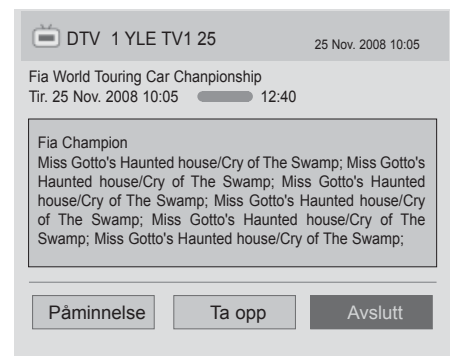 DTV 1 YLE TV1 25 25 Nov. 2008 10:05
Fia World Touring Car Chanpionship
Tir. 25 Nov. 2008 10:05 12:40
Fia Champion
Miss Gotto's Haunted house/Cry of The Swamp; Miss Gotto's
Haunted house/Cry of The Swamp; Miss Gotto's Haunted
house/Cry of The Swamp; Miss Gotto's Haunted house/Cry
of The Swamp; Miss Gotto's Haunted house/Cry of The
Swamp; Miss Gotto's Haunted house/Cry of The Swamp;
Påminnelse Ta opp Avslutt